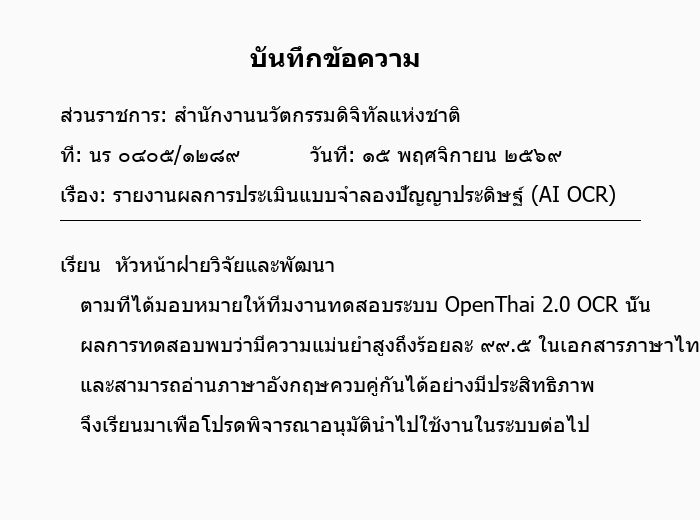 บันทึกข้อความ
ส่วนราชการ: สำนักงานนวัตกรรมดิจิทัลแห่งชาติ
ที่: นร ๐๔๐๕/๑๒๘๙ วันที่: ๑๕ พฤศจิกายน ๒๕๖๙
เรื่อง: รายงานผลการประเมินแบบจำลองปัญญาประดิษฐ์ (AI OCR)
เรียน หัวหน้าฝ่ายวิจัยและพัฒนา
ตามที่ได้มอบหมายให้ทีมงานทดสอบระบบ OpenThai 2.0 OCR นั้น
ผลการทดสอบพบว่ามีความแม่นยำสูงถึงร้อยละ ๙๙.๕ ในเอกสารภาษาไท
และสามารถอ่านภาษาอังกฤษควบคู่กันได้อย่างมีประสิทธิภาพ
จึงเรียนมาเพื่อโปรดพิจารณาอนุมัตินำไปใช้งานในระบบต่อไป